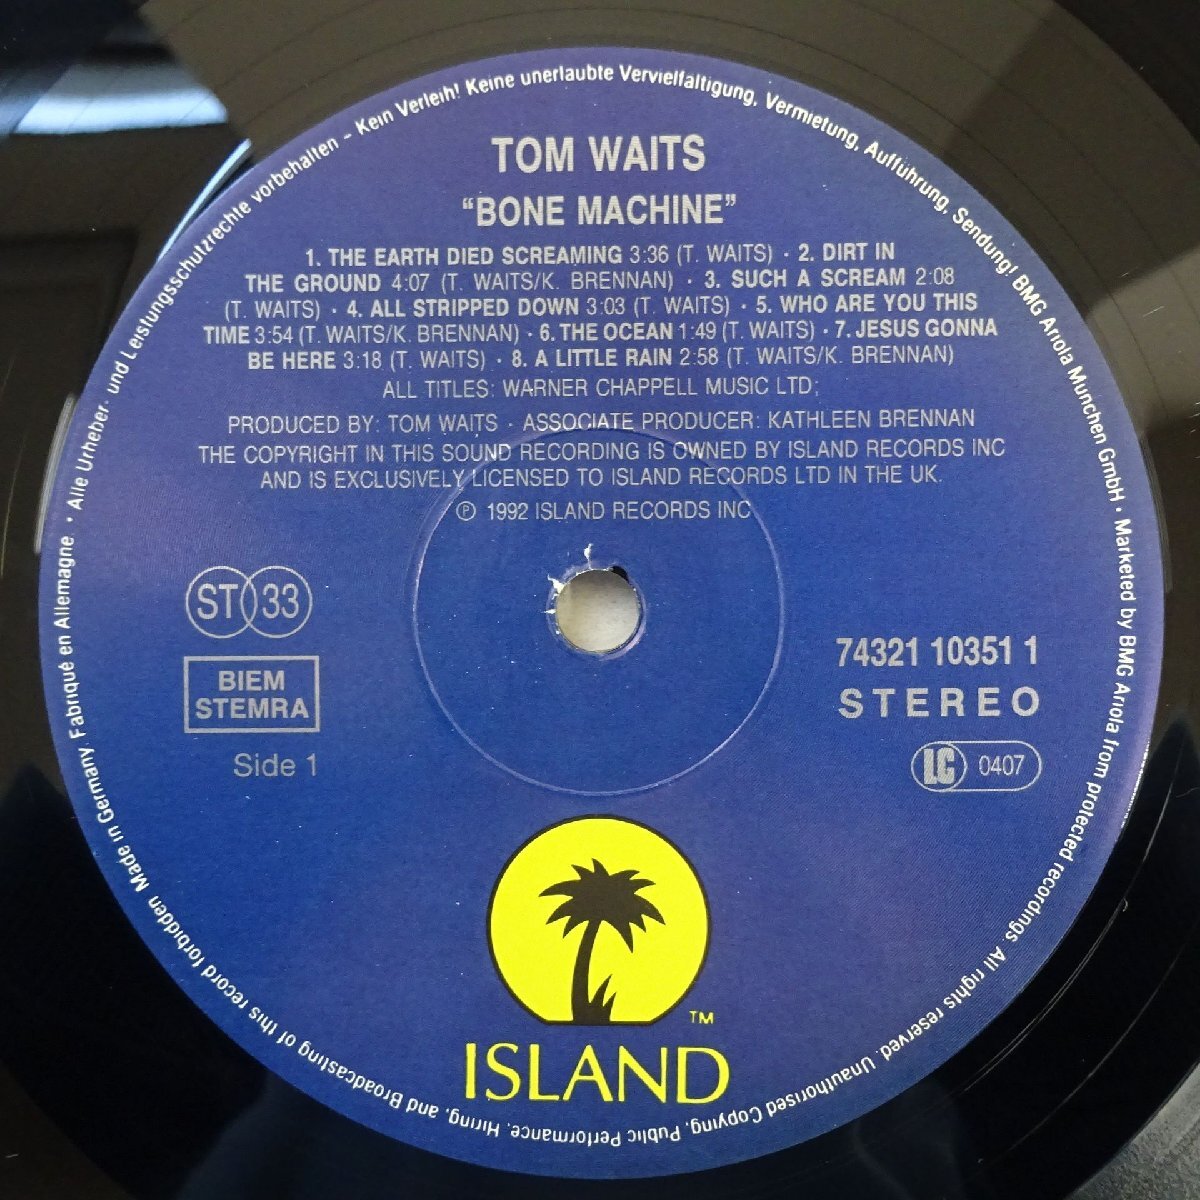 TOM WAITS
“BONE MACHINE”
1. THE EARTH DIED SCREAMING 3:36 (T. WAITS) · 2. DIRT IN
THE GROUND 4:07 (T. WAITS/K. BRENNAN) · 3. SUCH A SCREAM 2:08
(T. WAITS) · 4. ALL STRIPPED DOWN 3:03 (T. WAITS) · 5. WHO ARE YOU THIS
TIME 3:54 (T. WAITS/K. BRENNAN) · 6. THE OCEAN 1:49 (T. WAITS) · 7. JESUS GONNA
BE HERE 3:18 (T. WAITS) · 8. A LITTLE RAIN 2:58 (T. WAITS/K. BRENNAN)
ALL TITLES: WARNER CHAPPELL MUSIC LTD;
PRODUCED BY: TOM WAITS · ASSOCIATE PRODUCER: KATHLEEN BRENNAN
THE COPYRIGHT IN THIS SOUND RECORDING IS OWNED BY ISLAND RECORDS INC
AND IS EXCLUSIVELY LICENSED TO ISLAND RECORDS LTD IN THE UK.
Ⓟ 1992 ISLAND RECORDS INC
ST 33
BIEM
STEMRA
Side 1
74321 10351 1
STEREO
LC 0407
TM
ISLAND
Alle Urheber- und Leistungsschutzrechte vorbehalten – Kein Verleih! Keine unerlaubte Vervielfältigung, Vermietung, Aufführung, Sendung! BMG Ariola München GmbH · Marketed by BMG Ariola from protected recordings. All rights reserved. Unauthorised Copying, Public Performance, Hiring, and Broadcasting of this record forbidden. Made in Germany. Fabriqué en Allemagne. ·